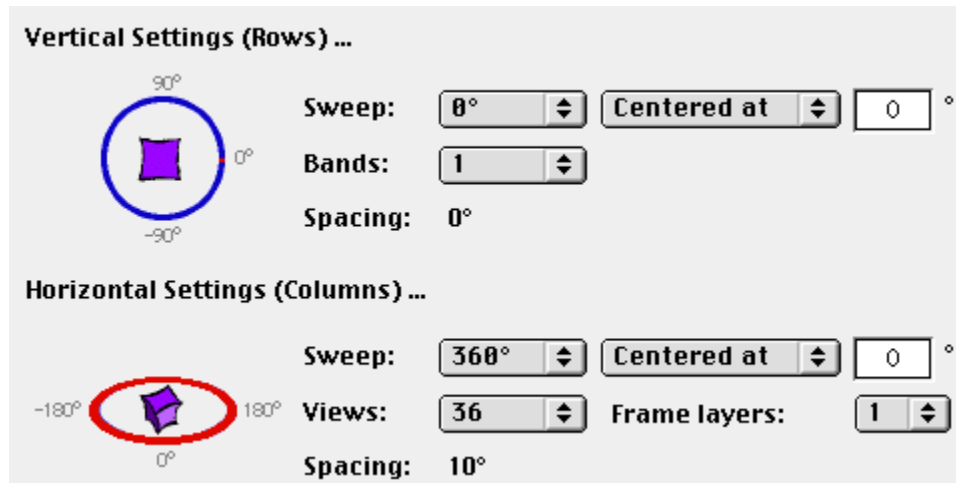 Vertical Settings (Rows) ...
90°
Sweep: 0° Centered at 0 °
0°
Bands: 1
Spacing: 0°
-90°
Horizontal Settings (Columns) ...
Sweep: 360° Centered at 0 °
-180° 180° Views: 36 Frame layers: 1
0°
Spacing: 10°